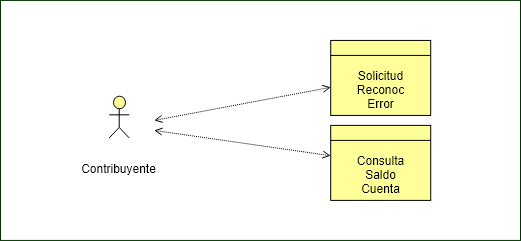 Solicitud
Reconoc
Error
Contribuyente
Consulta
Saldo
Cuenta